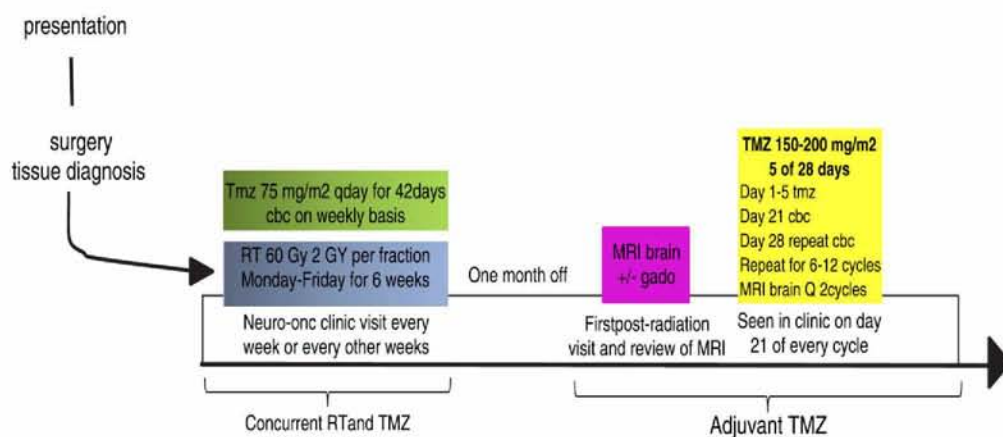 presentation
surgery
tissue diagnosis
Tmz 75 mg/m2 qday for 42days
cbc on weekly basis
RT 60 Gy 2 GY per fraction
Monday-Friday for 6 weeks
Neuro-onc clinic visit every
week or every other weeks
One month off
MRI brain
+/- gado
Firstpost-radiation
visit and review of MRI
TMZ 150-200 mg/m2
5 of 28 days
Day 1-5 tmz
Day 21 cbc
Day 28 repeat cbc
Repeat for 6-12 cycles
MRI brain Q 2cycles
Seen in clinic on day
21 of every cycle
Concurrent RTand TMZ
Adjuvant TMZ